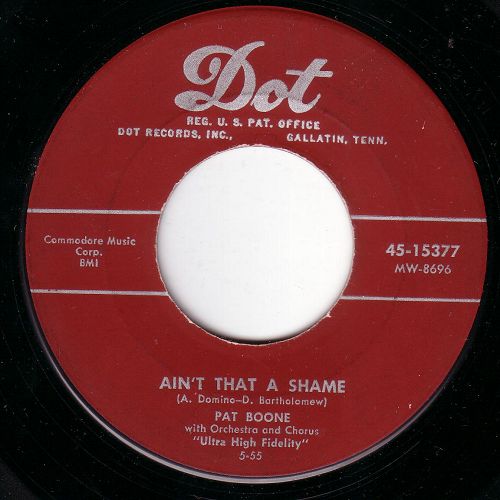 Dot
REG. U. S. PAT. OFFICE
DOT RECORDS, INC., GALLATIN, TENN.
Commodore Music
Corp.
BMI
45-15377
MW-8696
AIN'T THAT A SHAME
(A. Domino—D. Bartholomew)
PAT BOONE
with Orchestra and Chorus
"Ultra High Fidelity"
5-55